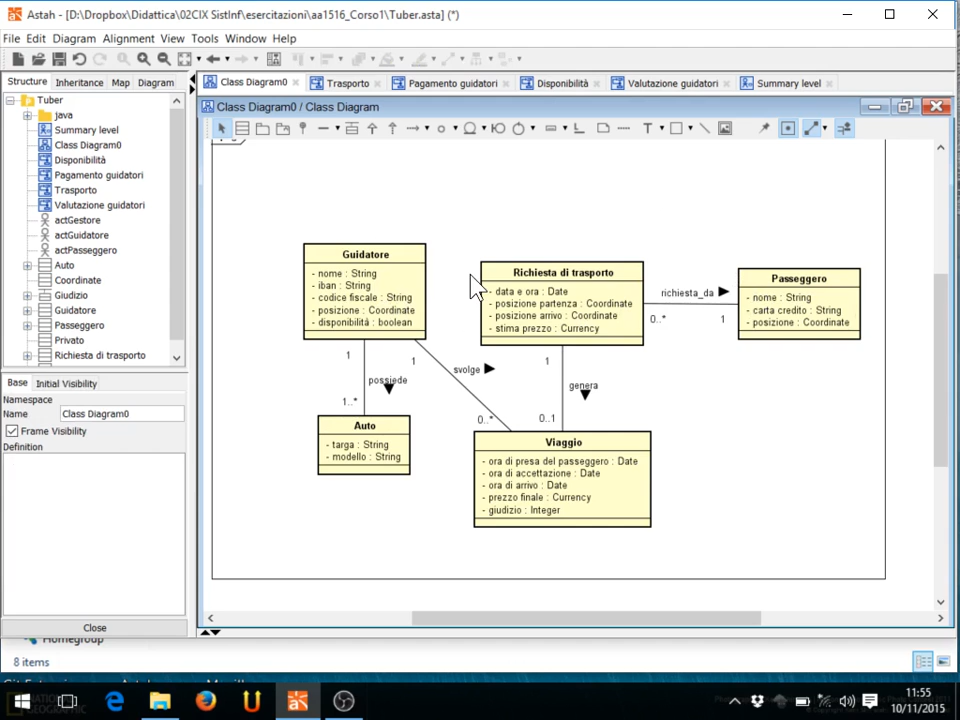 Astah - [D:\Dropbox\Didattica\02CIX SistInf\esercitazioni\aa1516_Corso1\Tuber.asta] (*)
File Edit Diagram Alignment View Tools Window Help
Structure Inheritance Map Diagram
Class Diagram0 Trasporto Pagamento guidatori Disponibilità Valutazione guidatori Summary level
Class Diagram0 / Class Diagram
Tuber
java
Summary level
Class Diagram0
Disponibilità
Pagamento guidatori
Trasporto
Valutazione guidatori
actGestore
actGuidatore
actPasseggero
Auto
Coordinate
Giudizio
Guidatore
Passeggero
Privato
Richiesta di trasporto
Base Initial Visibility
Namespace
Name Class Diagram0
Frame Visibility
Definition
Close
Guidatore
- nome : String
- iban : String
- codice fiscale : String
- posizione : Coordinate
- disponibilità : boolean
Richiesta di trasporto
- data e ora : Date
- posizione partenza : Coordinate
- posizione arrivo : Coordinate
- stima prezzo : Currency
richiesta_da
0..* 1
Passeggero
- nome : String
- carta credito : String
- posizione : Coordinate
1 1 1
svolge
possiede genera
1..* 0..* 0..1
Auto
- targa : String
- modello : String
Viaggio
- ora di presa del passeggero : Date
- ora di accettazione : Date
- ora di arrivo : Date
- prezzo finale : Currency
- giudizio : Integer
Homegroup
8 items
11:55
10/11/2015